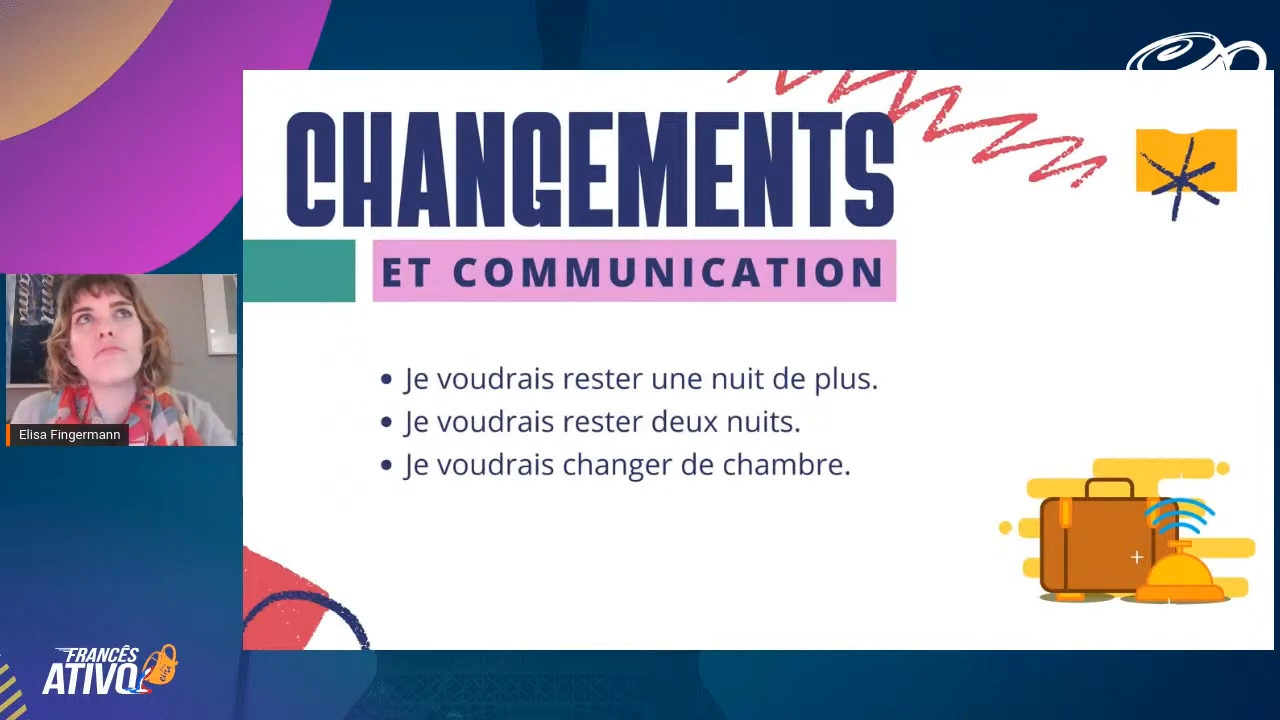 CHANGEMENTS
ET COMMUNICATION
• Je voudrais rester une nuit de plus.
• Je voudrais rester deux nuits.
• Je voudrais changer de chambre.
Elisa Fingermann
FRANCÊS
ATIVO